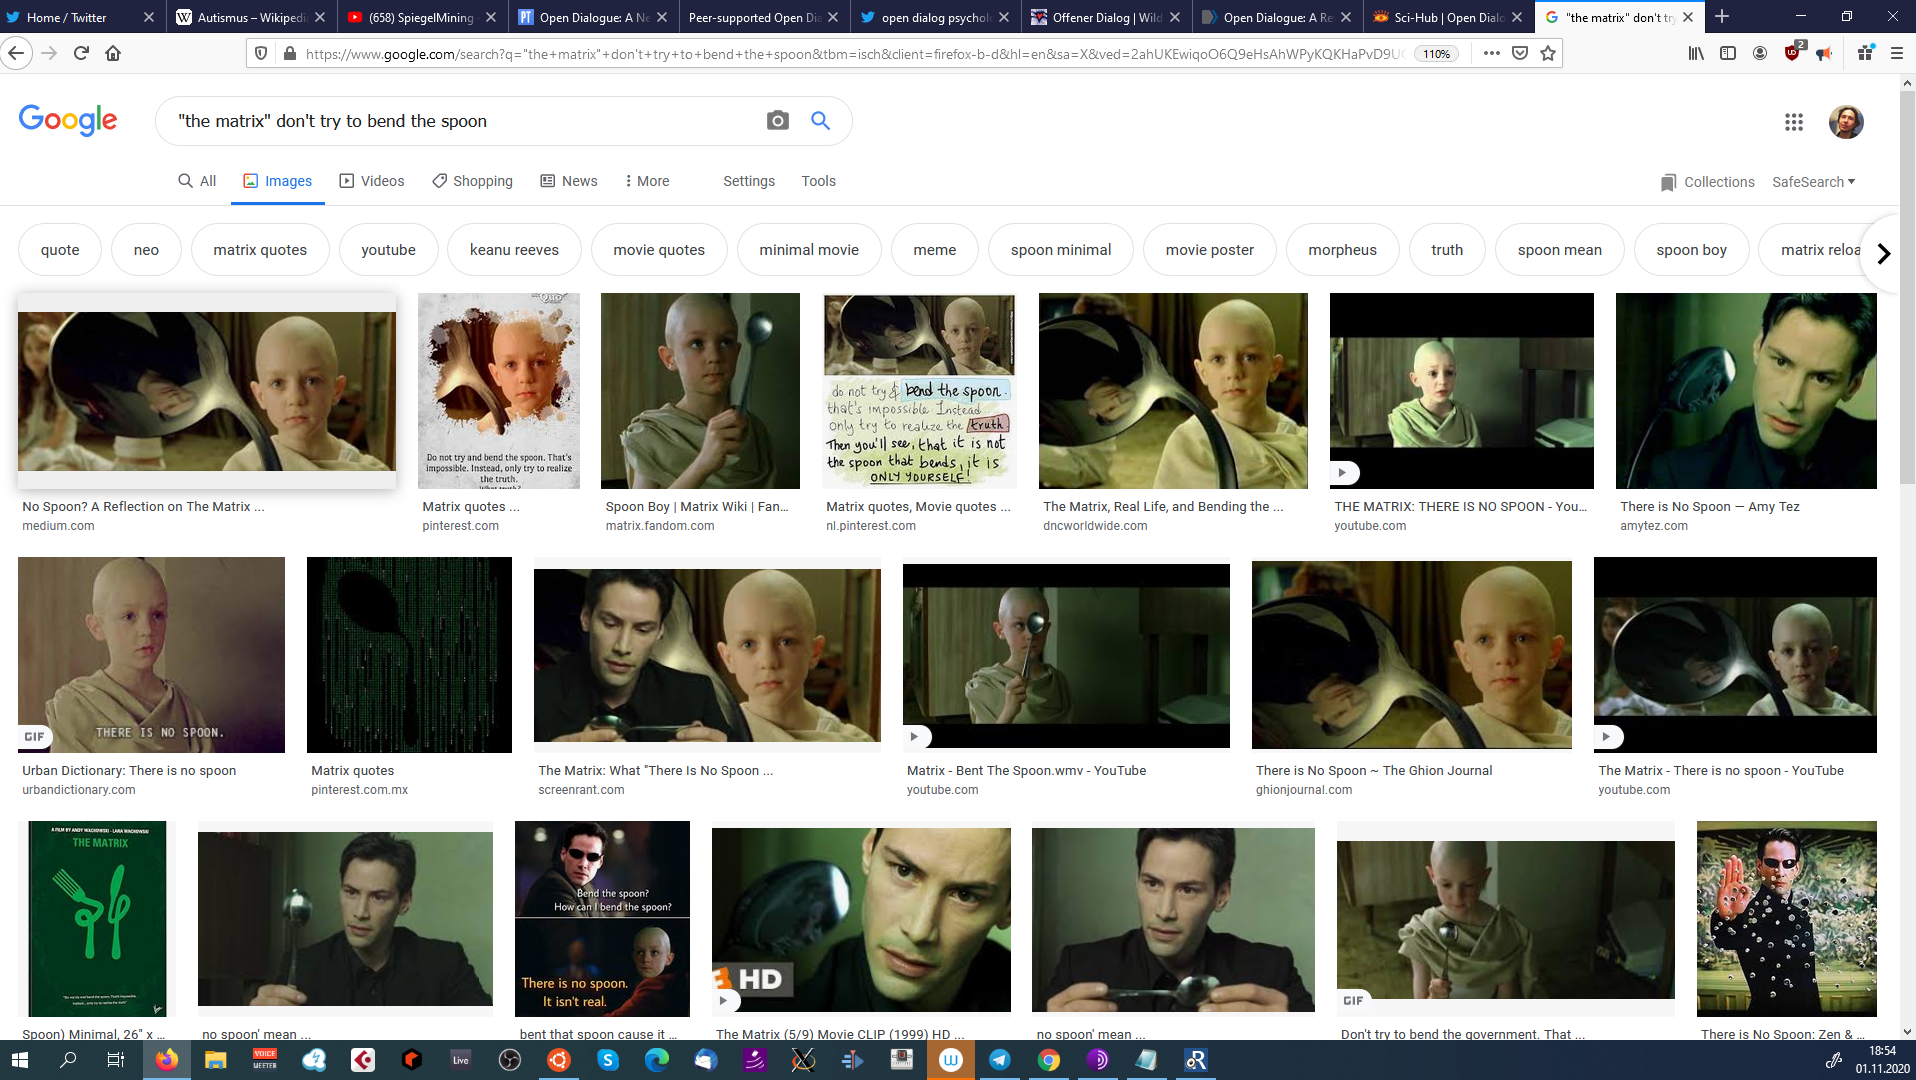 Home / Twitter
Autismus – Wikipedi
(658) SpiegelMining -
Open Dialogue: A Ne
Peer-supported Open Dia
open dialog psycholo
Offener Dialog | Wild
Open Dialogue: A Re
Sci-Hub | Open Dialo
"the matrix" don't try
https://www.google.com/search?q="the+matrix"+don't+try+to+bend+the+spoon&tbm=isch&client=firefox-b-d&hl=en&sa=X&ved=2ahUKEwiqoO6Q9eHsAhWPyKQKHaPvD9U
110%
2
Google
"the matrix" don't try to bend the spoon
All
Images
Videos
Shopping
News
More
Settings
Tools
Collections
SafeSearch
quote
neo
matrix quotes
youtube
keanu reeves
movie quotes
minimal movie
meme
spoon minimal
movie poster
morpheus
truth
spoon mean
spoon boy
matrix reloa
Quo
Do not try and bend the spoon. That's
impossible. Instead, only try to realize
the truth.
What truth?
do not try & bend the spoon.
that's impossible Instead
only try to realize the truth
Then you'll see, that it is not
the spoon that bends, it is
ONLY YOURSELF!
No Spoon? A Reflection on The Matrix ...
medium.com
Matrix quotes ...
pinterest.com
Spoon Boy | Matrix Wiki | Fan...
matrix.fandom.com
Matrix quotes, Movie quotes ...
nl.pinterest.com
The Matrix, Real Life, and Bending the ...
dncworldwide.com
THE MATRIX: THERE IS NO SPOON - You...
youtube.com
There is No Spoon — Amy Tez
amytez.com
THERE IS NO SPOON.
GIF
Urban Dictionary: There is no spoon
urbandictionary.com
Matrix quotes
pinterest.com.mx
The Matrix: What "There Is No Spoon ...
screenrant.com
Matrix - Bent The Spoon.wmv - YouTube
youtube.com
There is No Spoon ~ The Ghion Journal
ghionjournal.com
The Matrix - There is no spoon - YouTube
youtube.com
A FILM BY ANDY WACHOWSKI - LANA WACHOWSKI
THE MATRIX
Bend the spoon?
How can I bend the spoon?
There is no spoon.
It isn't real.
HD
GIF
Spoon) Minimal, 26" x ...
no spoon' mean ...
bent that spoon cause it ...
The Matrix (5/9) Movie CLIP (1999) HD ...
no spoon' mean ...
Don't try to bend the government. That ...
There is No Spoon: Zen & ...
VOICE
MEETER
Live
18:54
01.11.2020